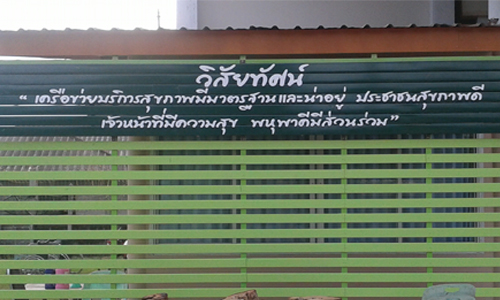 วิสัยทัศน์
“ เครือข่ายบริการสุขภาพมีมาตรฐานและน่าอยู่ ประชาชนสุขภาพดี
เจ้าหน้าที่มีความสุข พหุพาคีมีส่วนร่วม”